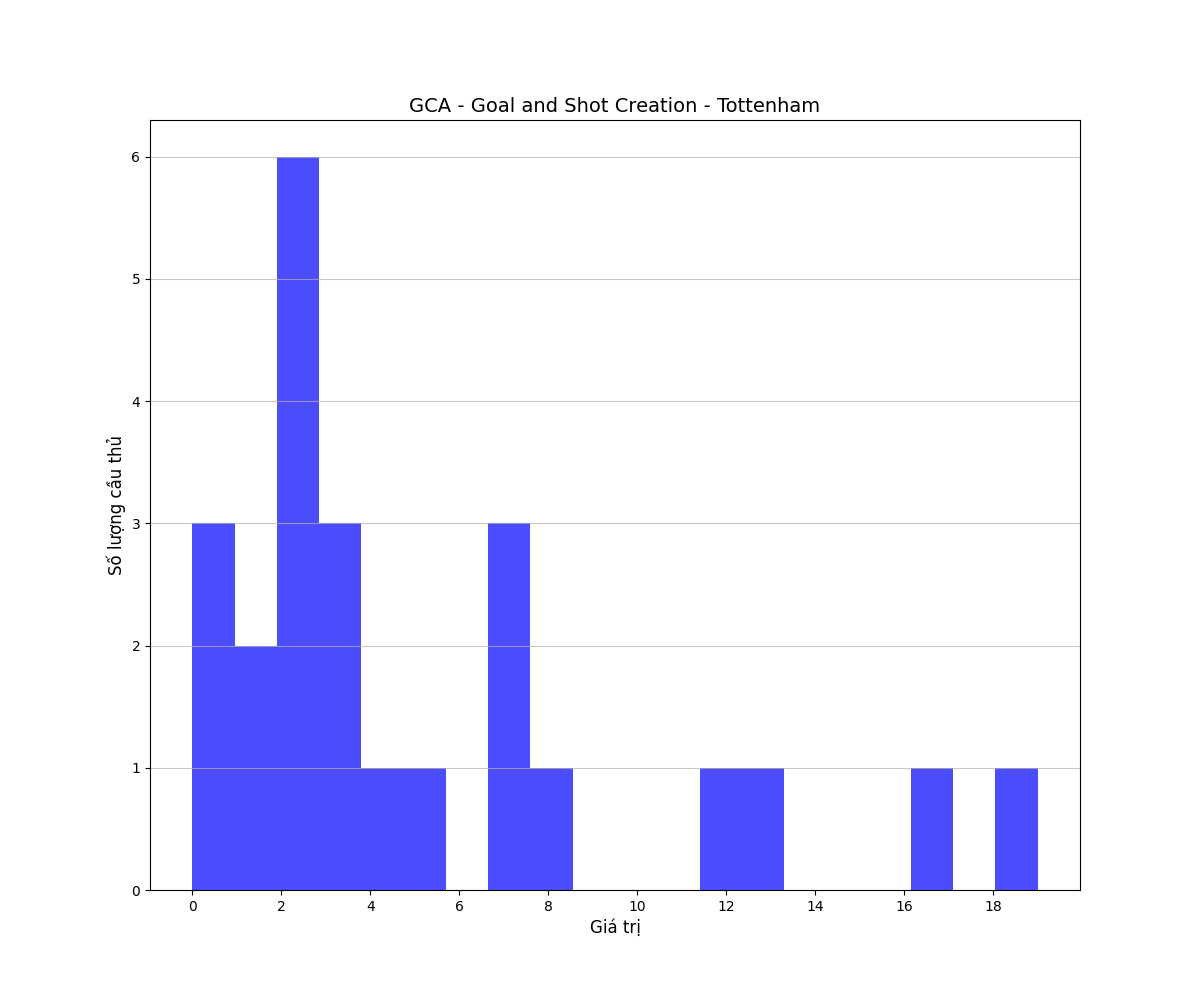 GCA - Goal and Shot Creation - Tottenham
6
5
4
3
2
1
0
Số lượng cầu thủ
0 2 4 6 8 10 12 14 16 18
Giá trị